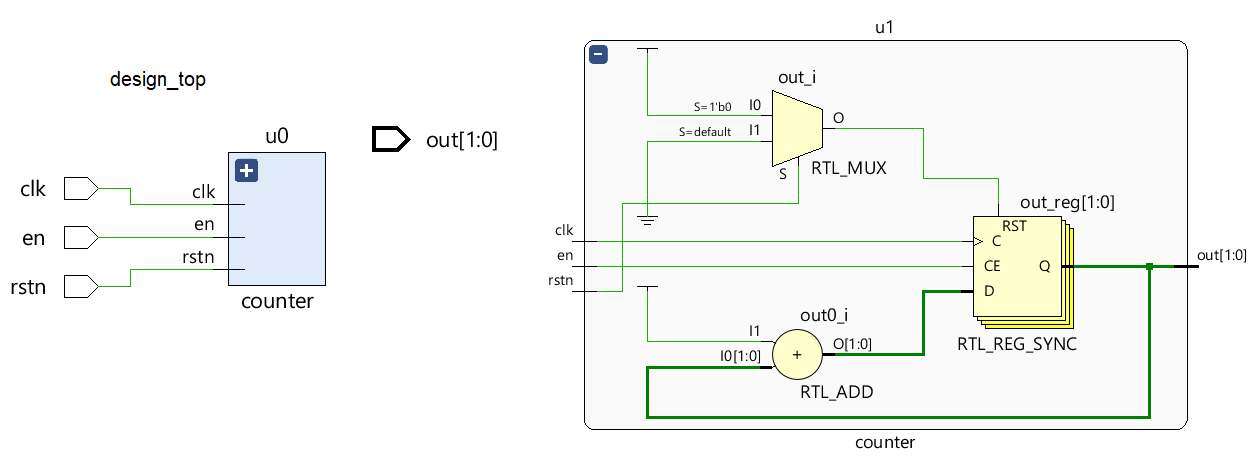 design_top
u0
clk
en
rstn
clk
en
rstn
counter
out[1:0]
u1
out_i
S=1'b0
I0
S=default
I1
O
S
RTL_MUX
clk
en
rstn
out_reg[1:0]
RST
C
CE
Q
D
RTL_REG_SYNC
out[1:0]
out0_i
I1
I0[1:0]
+
O[1:0]
RTL_ADD
counter